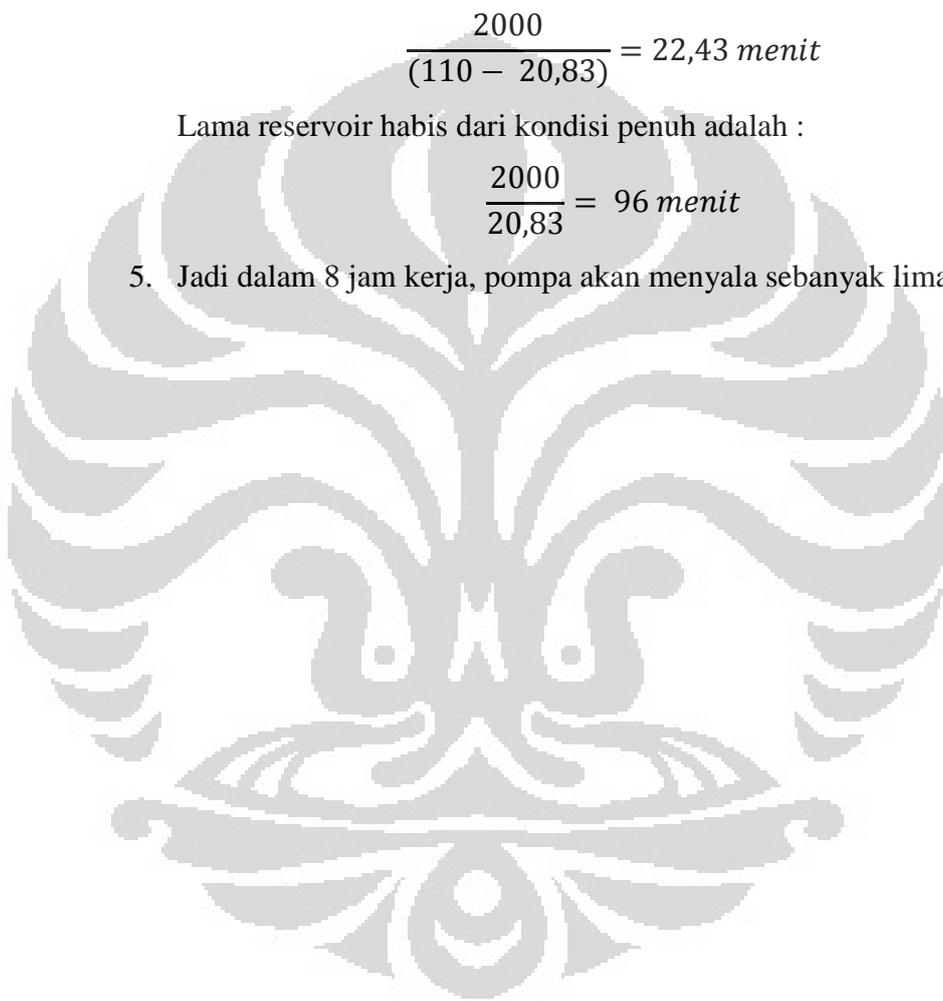 2000
(110 − 20,83) = 22,43 menit
Lama reservoir habis dari kondisi penuh adalah :
2000
20,83 = 96 menit
5. Jadi dalam 8 jam kerja, pompa akan menyala sebanyak lima